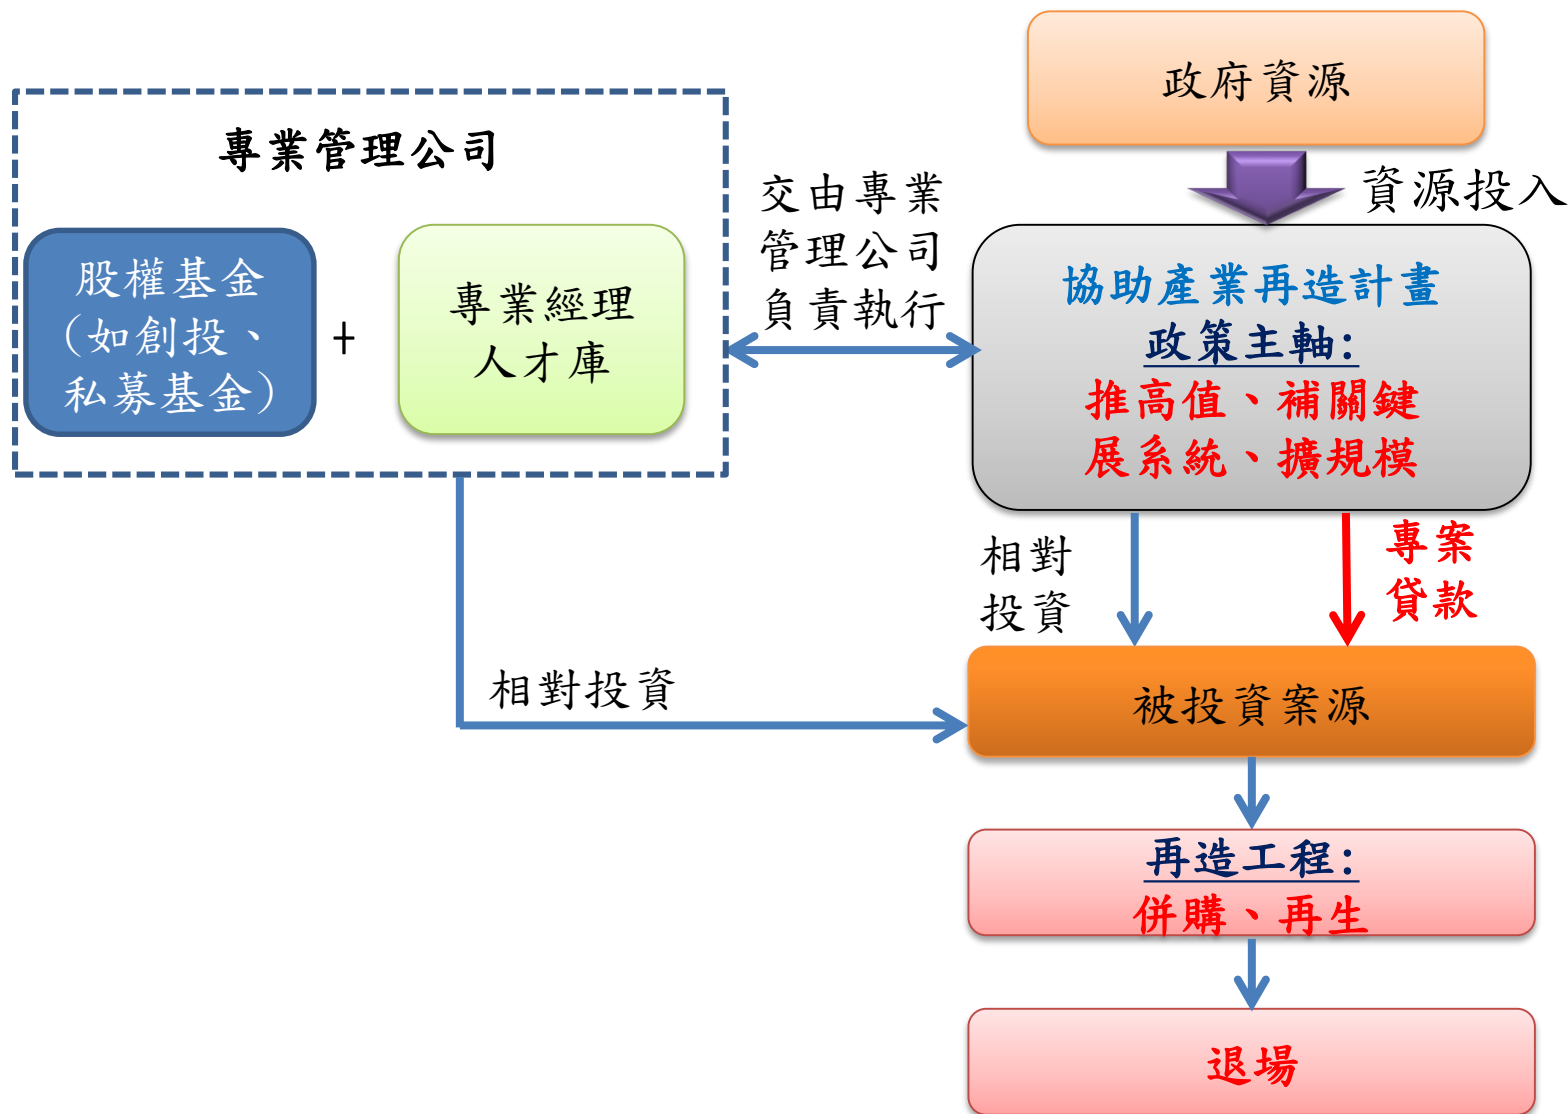 政府資源
資源投入
專業管理公司
股權基金
(如創投、
私募基金)
+
專業經理
人才庫
交由專業
管理公司
負責執行
協助產業再造計畫
政策主軸:
推高值、補關鍵
展系統、擴規模
相對
投資
專案
貸款
相對投資
被投資案源
再造工程:
併購、再生
退場